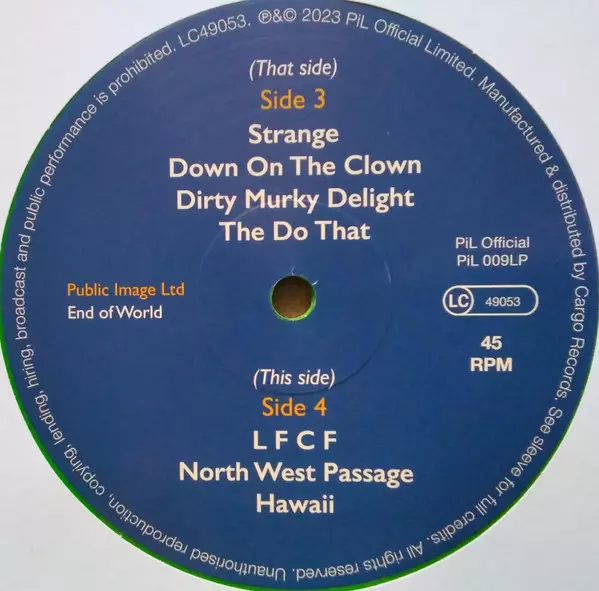 (That side)
Side 3
Strange
Down On The Clown
Dirty Murky Delight
The Do That
PiL Official
PiL 009LP
Public Image Ltd
End of World
LC 49053
45
RPM
(This side)
Side 4
L F C F
North West Passage
Hawaii
℗&© 2023 PiL Official Limited. Manufactured & distributed by Cargo Records. See sleeve for full credits. All rights reserved. Unauthorised reproduction, copying, lending, hiring, broadcast and public performance is prohibited. LC49053.